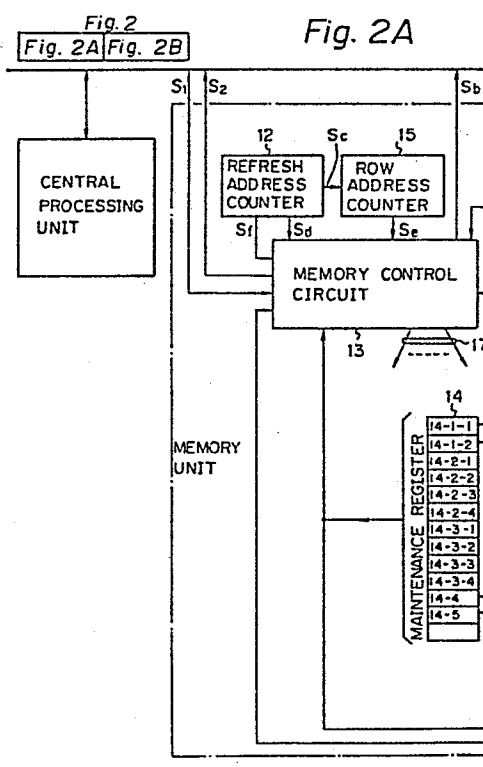 Fig. 2
Fig. 2A Fig. 2B
Fig. 2A
S1 S2 Sb
12 Sc 15
REFRESH
ADDRESS
COUNTER
ROW
ADDRESS
COUNTER
CENTRAL
PROCESSING
UNIT
Sf Sd Se
MEMORY CONTROL
CIRCUIT
13 17
MEMORY
UNIT
14
MAINTENANCE REGISTER
14-1-1
14-1-2
14-2-1
14-2-2
14-2-3
14-2-4
14-3-1
14-3-2
14-3-3
14-3-4
14-4
14-5